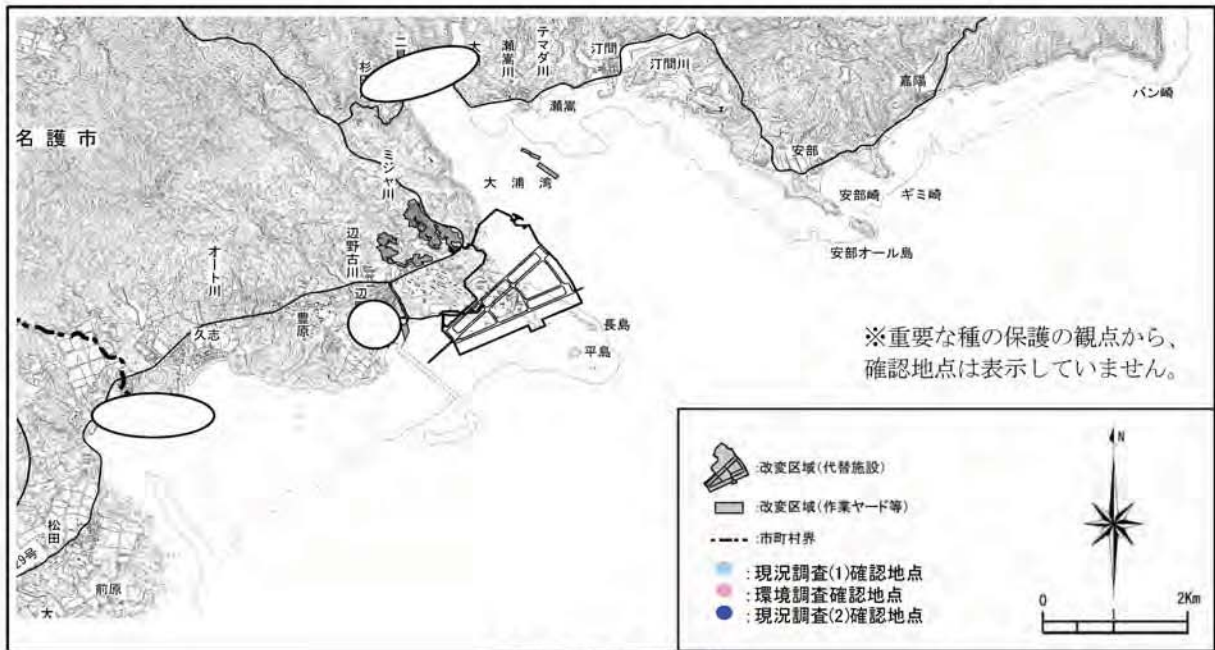 名護市
瀬嵩川
テマダ川
汀間
汀間川
瀬嵩
嘉陽
バン崎
安部
安部崎
ギミ崎
安部オール島
大浦湾
ミジャ川
辺野古川
オート川
久志
豊原
長島
平島
松田
前原
※重要な種の保護の観点から、
確認地点は表示していません。
:改変区域(代替施設)
:改変区域(作業ヤード等)
:市町村界
:現況調査(1)確認地点
:環境調査確認地点
:現況調査(2)確認地点
N
0 2Km